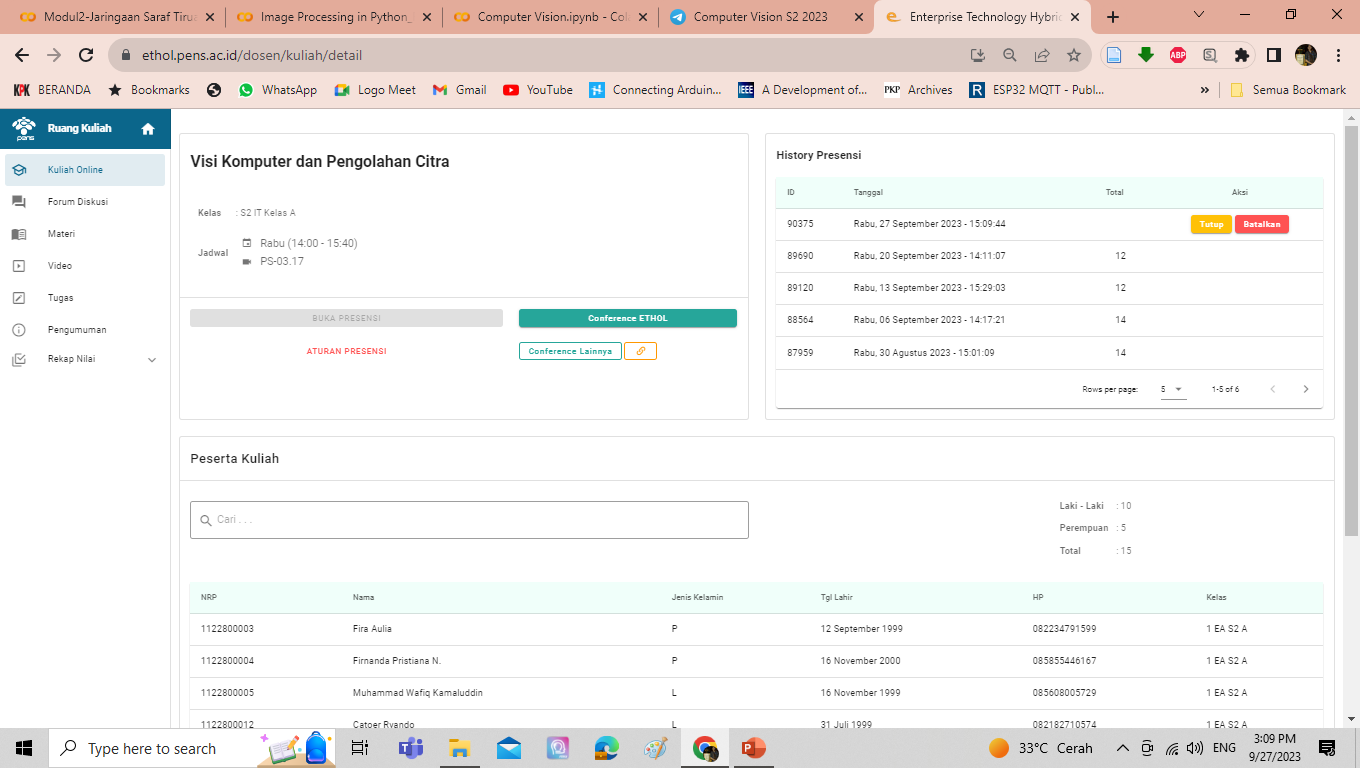 Modul2-Jaringaan Saraf Tirua
Image Processing in Python_
Computer Vision.ipynb - Col
Computer Vision S2 2023
Enterprise Technology Hybri
ethol.pens.ac.id/dosen/kuliah/detail
ABP
BERANDA
Bookmarks
WhatsApp
Logo Meet
Gmail
YouTube
Connecting Arduin...
IEEE
A Development of...
PKP
Archives
R
ESP32 MQTT - Publ...
»
Semua Bookmark
pens
Ruang Kuliah
Kuliah Online
Forum Diskusi
Materi
Video
Tugas
Pengumuman
Rekap Nilai
Visi Komputer dan Pengolahan Citra
Kelas : S2 IT Kelas A
Jadwal
Rabu (14:00 - 15:40)
PS-03.17
BUKA PRESENSI
Conference ETHOL
ATURAN PRESENSI
Conference Lainnya
History Presensi
ID Tanggal Total Aksi
90375 Rabu, 27 September 2023 - 15:09:44 Tutup Batalkan
89690 Rabu, 20 September 2023 - 14:11:07 12
89120 Rabu, 13 September 2023 - 15:29:03 12
88564 Rabu, 06 September 2023 - 14:17:21 14
87959 Rabu, 30 Agustus 2023 - 15:01:09 14
Rows per page: 5 1-5 of 6
Peserta Kuliah
Cari . . .
Laki - Laki : 10
Perempuan : 5
Total : 15
NRP Nama Jenis Kelamin Tgl Lahir HP Kelas
1122800003 Fira Aulia P 12 September 1999 082234791599 1 EA S2 A
1122800004 Firnanda Pristiana N. P 16 November 2000 085855446167 1 EA S2 A
1122800005 Muhammad Wafiq Kamaluddin L 16 November 1999 085608005729 1 EA S2 A
1122800012 Catoer Ryando L 31 Juli 1999 082182710574 1 EA S2 A
Type here to search
33°C Cerah
ENG
3:09 PM
9/27/2023